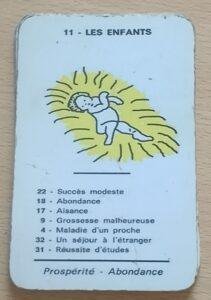 11 - LES ENFANTS
22 - Succès modeste
18 - Abondance
17 - Aisance
9 - Grossesse malheureuse
4 - Maladie d'un proche
32 - Un séjour à l'étranger
31 - Réussite d'études
Prospérité - Abondance